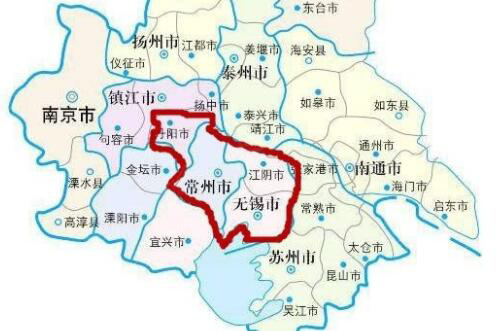 东台市
扬州市
江都市
姜堰市
海安县
仪征市
泰州市
镇江市
扬中市
如皋市
如东县
南京市
泰兴市
丹阳市
靖江市
句容市
通州市
金坛市
江阴市
张家港市
南通市
溧水县
常州市
海门市
溧阳市
无锡市
常熟市
启东市
高淳县
宜兴市
太仓市
苏州市
昆山市
吴江市